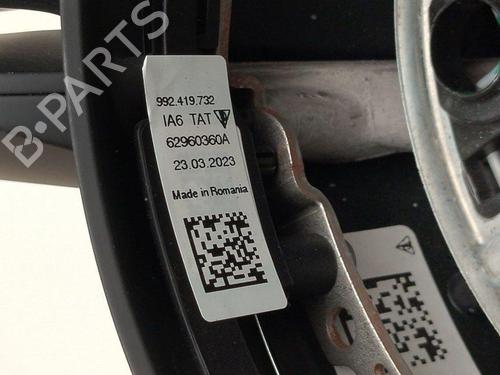 B-PARTS
992.419.732
IA6 TAT
62960360A
23.03.2023
Made in Romania